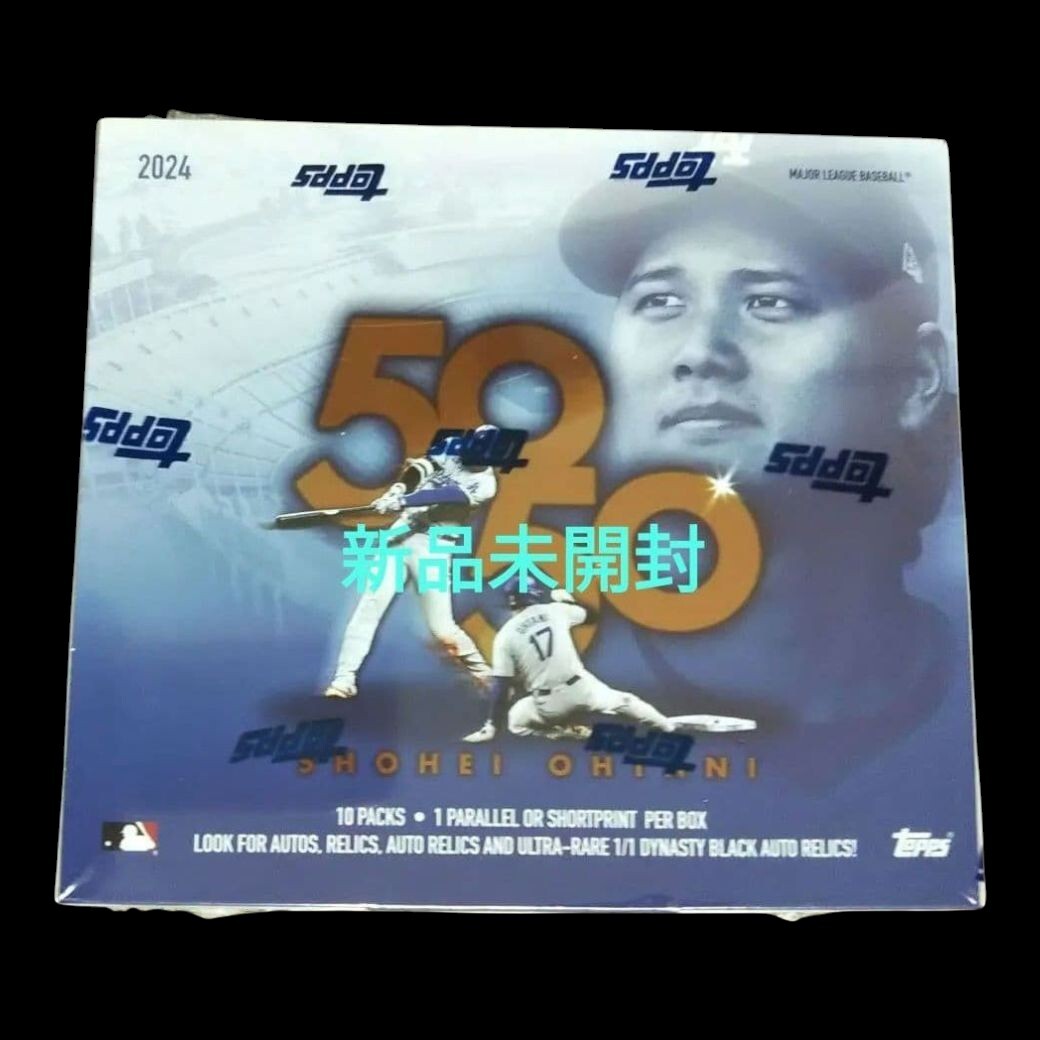 2024
topps
topps
MAJOR LEAGUE BASEBALL®
50
topps
topps
topps
50
新品未開封
OHTANI
17
topps
topps
SHOHEI OHTANI
10 PACKS • 1 PARALLEL OR SHORTPRINT PER BOX
LOOK FOR AUTOS, RELICS, AUTO RELICS AND ULTRA-RARE 1/1 DYNASTY BLACK AUTO RELICS!
topps®